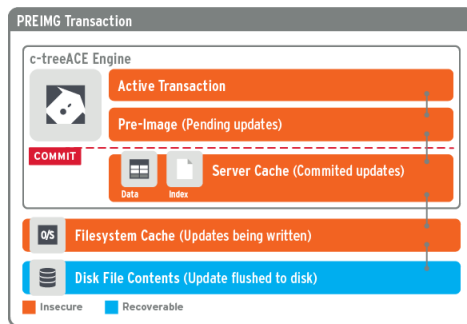 PREIMG Transaction
c-treeACE Engine
Active Transaction
Pre-Image (Pending updates)
COMMIT
Server Cache (Commited updates)
Data
Index
O/S
Filesystem Cache (Updates being written)
Disk File Contents (Update flushed to disk)
Insecure
Recoverable